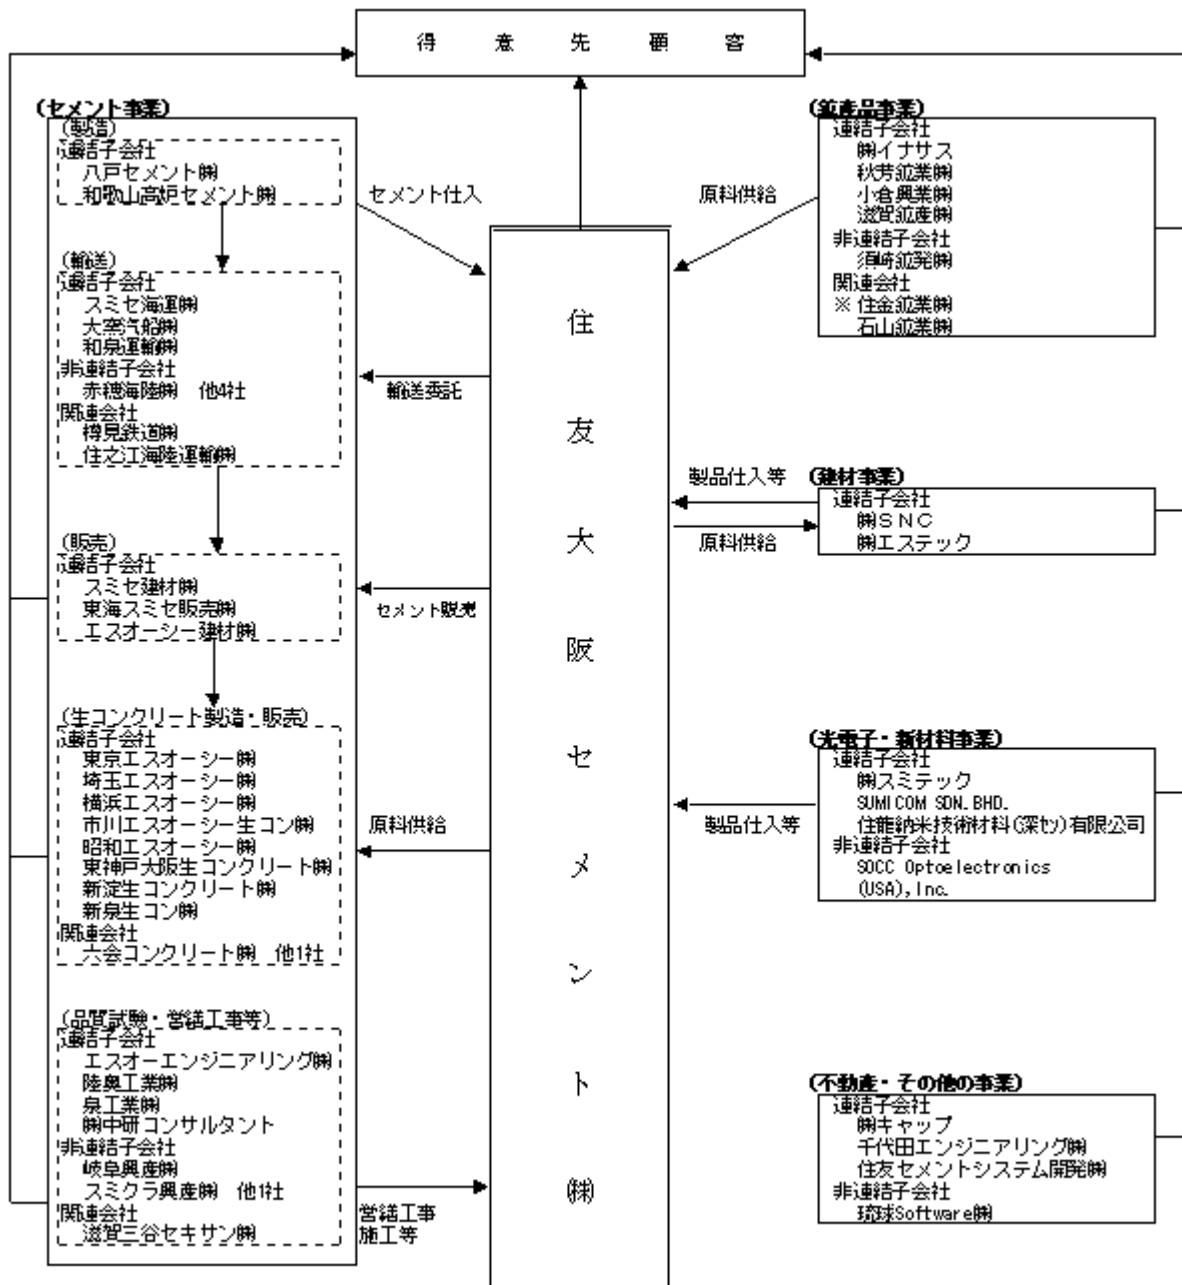 得意先顧客
(セメント事業)
(製造)
連結子会社
八戸セメント㈱
和歌山高炉セメント㈱
(輸送)
連結子会社
スミセ海運㈱
大窯汽船㈱
和泉運輸㈱
非連結子会社
赤穂海陸㈱ 他4社
関連会社
樽見鉄道㈱
住之江海陸運輸㈱
(販売)
連結子会社
スミセ建材㈱
東海スミセ販売㈱
エスオーシー建材㈱
(生コンクリート製造・販売)
連結子会社
東京エスオーシー㈱
埼玉エスオーシー㈱
横浜エスオーシー㈱
市川エスオーシー生コン㈱
昭和エスオーシー㈱
東神戸大阪生コンクリート㈱
新淀生コンクリート㈱
新泉生コン㈱
関連会社
六会コンクリート㈱ 他1社
(品質試験・営繕工事等)
連結子会社
エスオーエンジニアリング㈱
陸奥工業㈱
泉工業㈱
㈱中研コンサルタント
非連結子会社
岐阜興産㈱
スミクラ興産㈱ 他1社
関連会社
滋賀三谷セキサン㈱
セメント仕入
輸送委託
セメント販売
原料供給
営繕工事
施工等
住友大阪セメント㈱
原料供給
製品仕入等
原料供給
製品仕入等
(鉱産品事業)
連結子会社
㈱イナサス
秋芳鉱業㈱
小倉興業㈱
滋賀鉱産㈱
非連結子会社
須崎鉱発㈱
関連会社
※ 住金鉱業㈱
石山鉱業㈱
(建材事業)
連結子会社
㈱SNC
㈱エステック
(光電子・新材料事業)
連結子会社
㈱スミテック
SUMICOM SDN.BHD.
住龍納米技術材料(深セン)有限公司
非連結子会社
SOCC Optoelectronics
(USA),Inc.
(不動産・その他の事業)
連結子会社
㈱キャップ
千代田エンジニアリング㈱
住友セメントシステム開発㈱
非連結子会社
琉球Software㈱